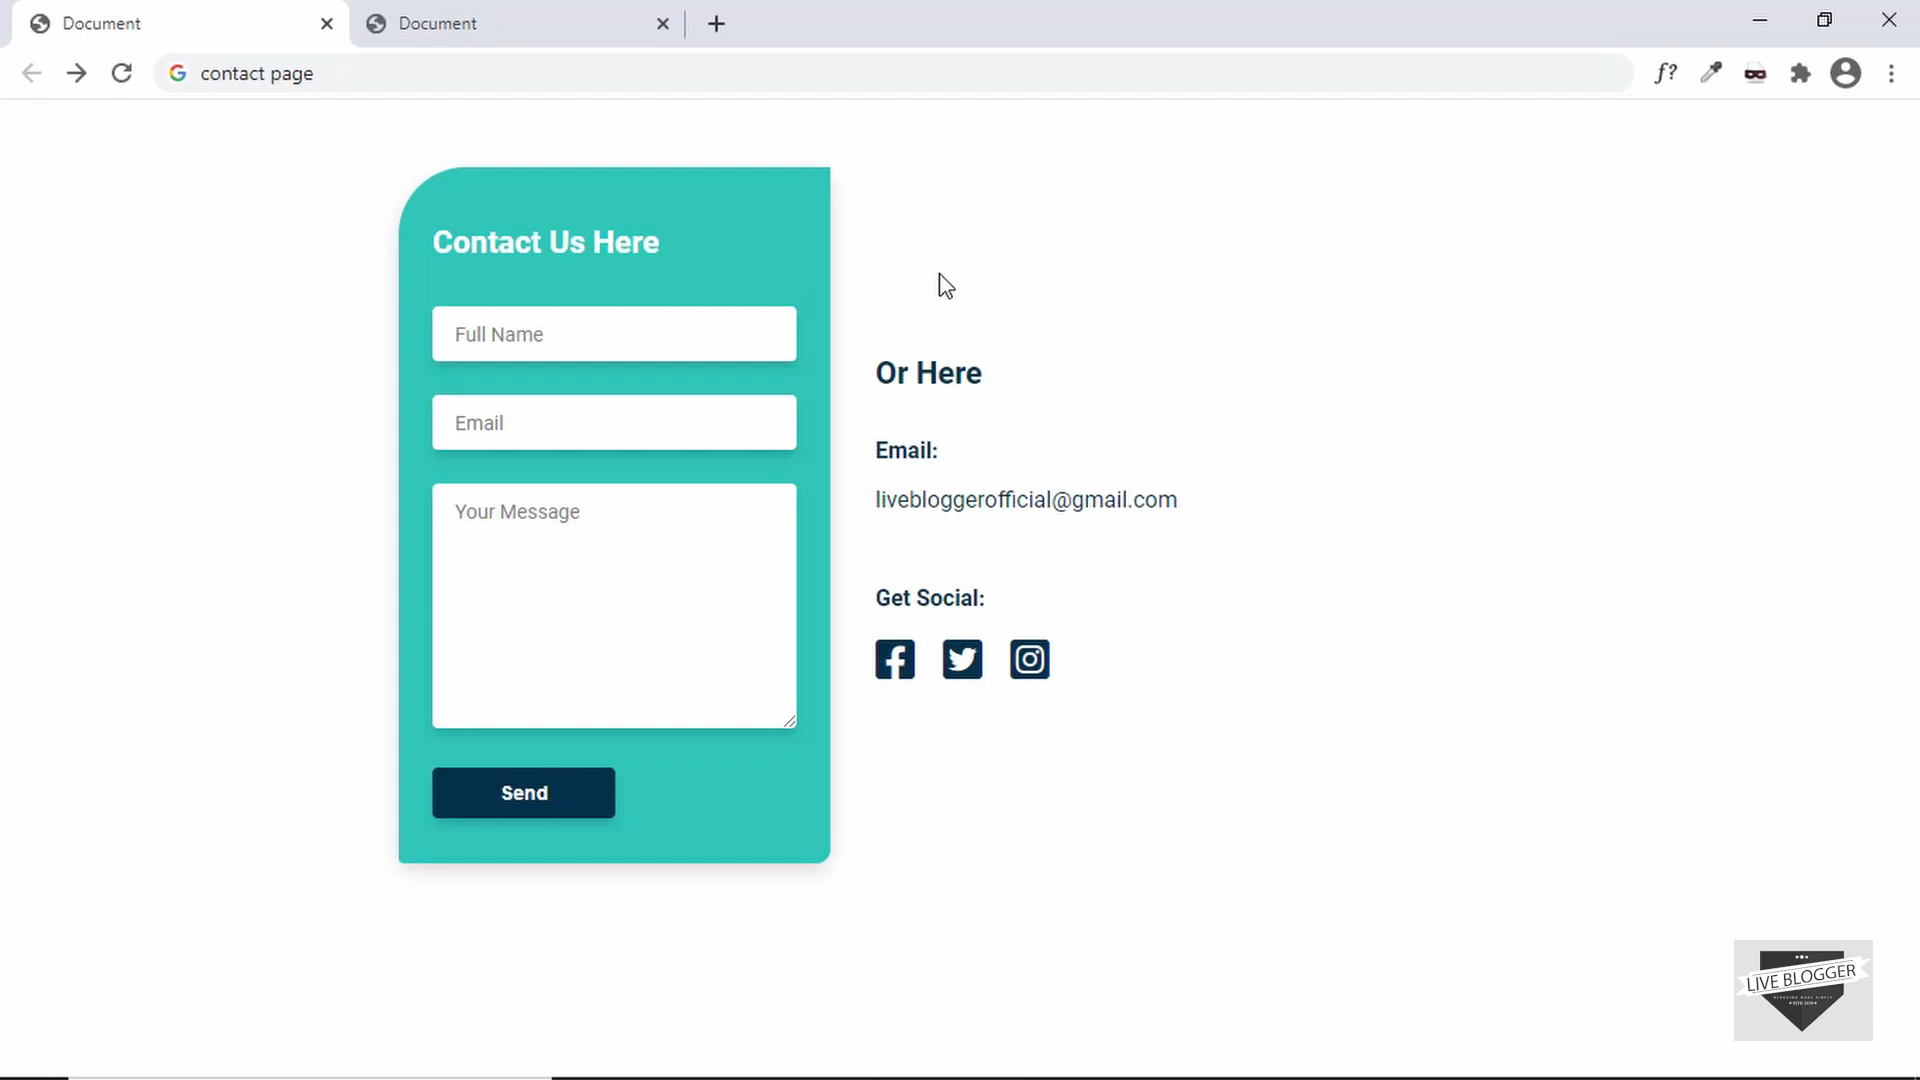 Document
Document
contact page
f?
Contact Us Here
Full Name
Email
Your Message
Send
Or Here
Email:
livebloggerofficial@gmail.com
Get Social:
LIVE BLOGGER